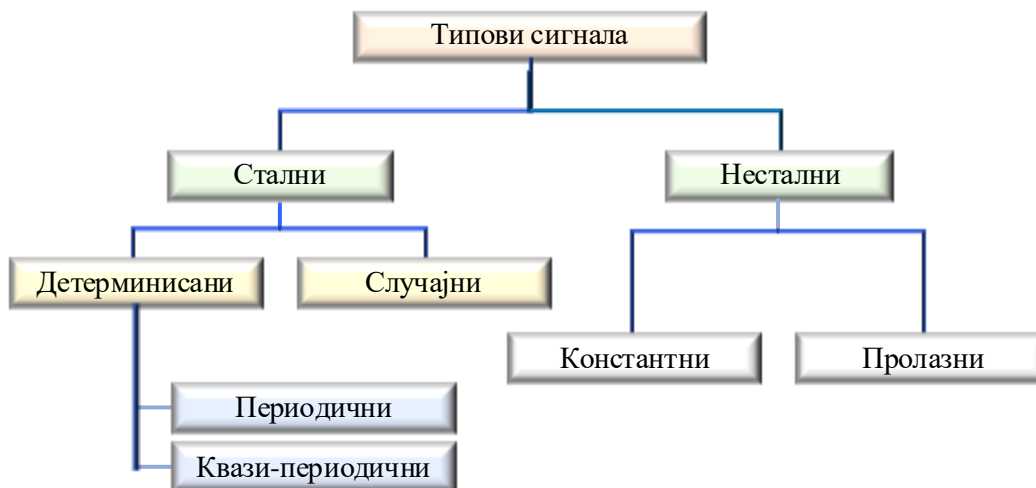 Типови сигнала
Стални
Нестални
Детерминисани
Случајни
Константни
Пролазни
Периодични
Квази-периодични